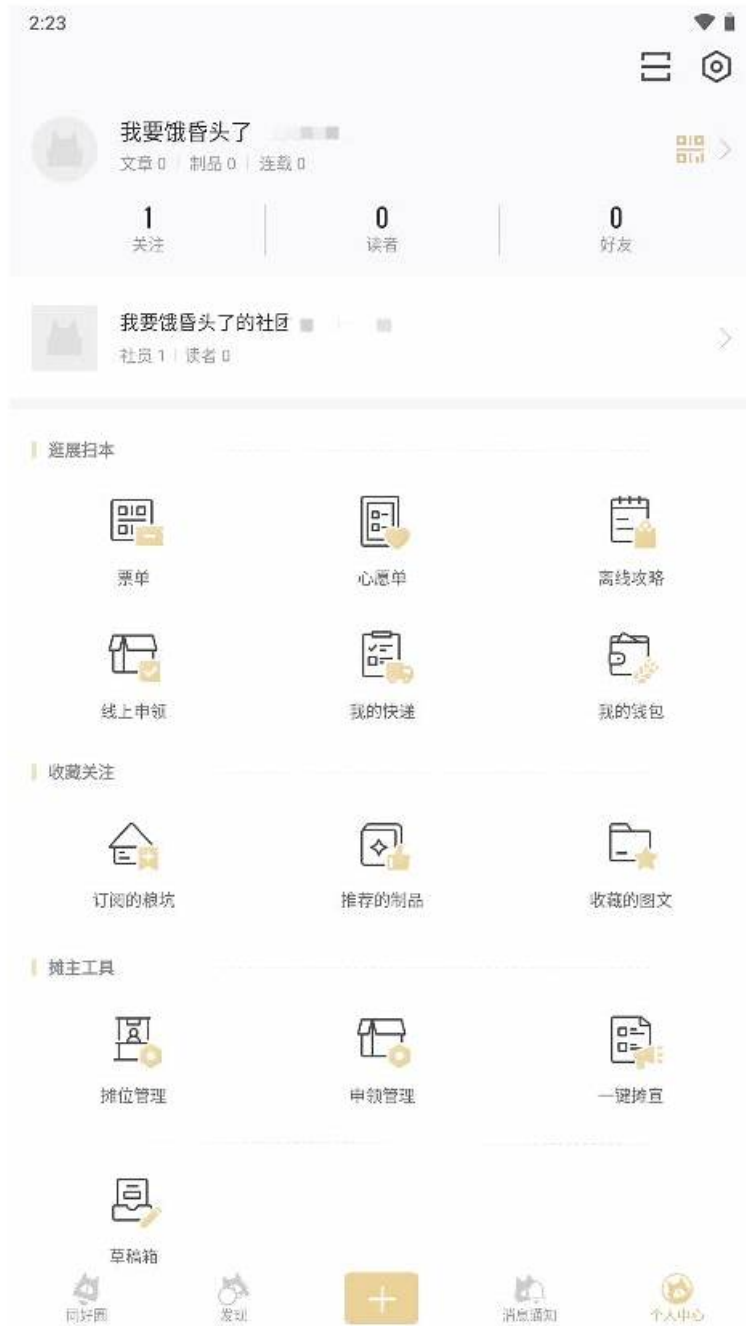 2:23
我要饿昏头了
文章 0 | 制品 0 | 连载 0
1 0 0
关注 读者 好友
我要饿昏头了的社团
社员 1 | 读者 0
逛展扫本
票单 心愿单 离线攻略
线上申领 我的快递 我的钱包
收藏关注
订阅的粮坑 推荐的制品 收藏的图文
摊主工具
摊位管理 申领管理 一键摊宣
草稿箱
同好圈 发现 消息通知 个人中心